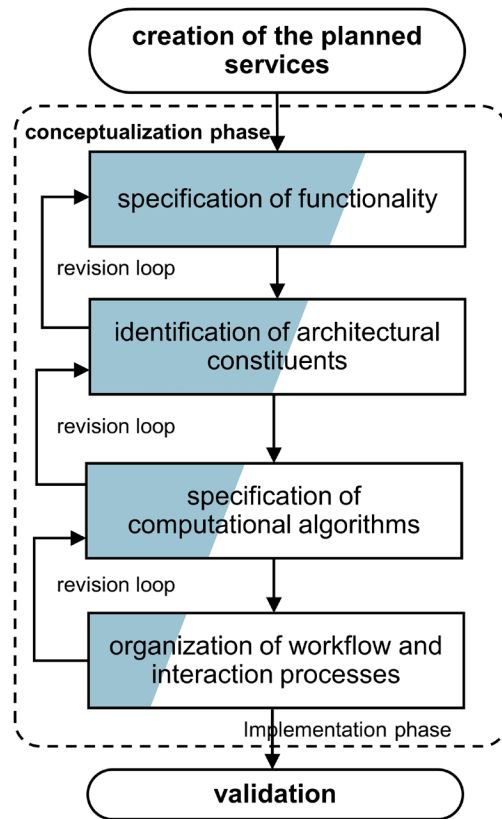 creation of the planned
services
conceptualization phase
specification of functionality
revision loop
identification of architectural
constituents
revision loop
specification of
computational algorithms
revision loop
organization of workflow and
interaction processes
Implementation phase
validation